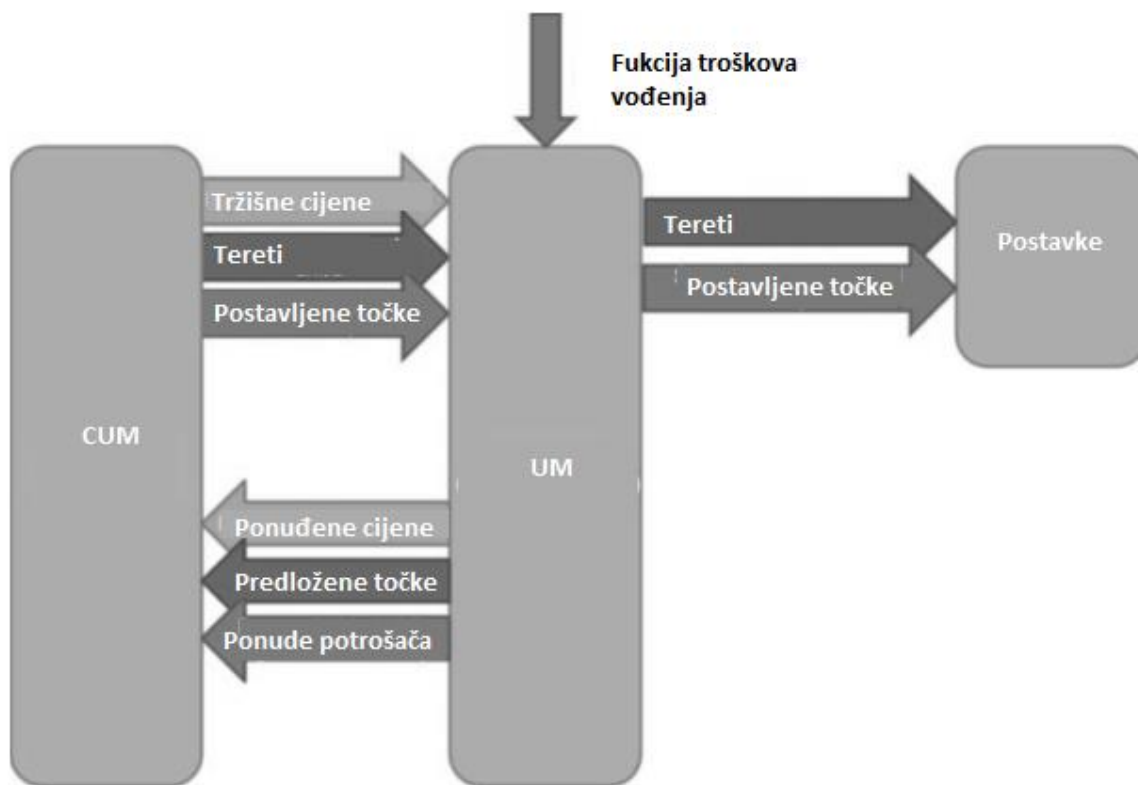 Fukcija troškova
vođenja
Tržišne cijene
Tereti
Postavljene točke
Tereti
Postavljene točke
Postavke
CUM
UM
Ponuđene cijene
Predložene točke
Ponude potrošača